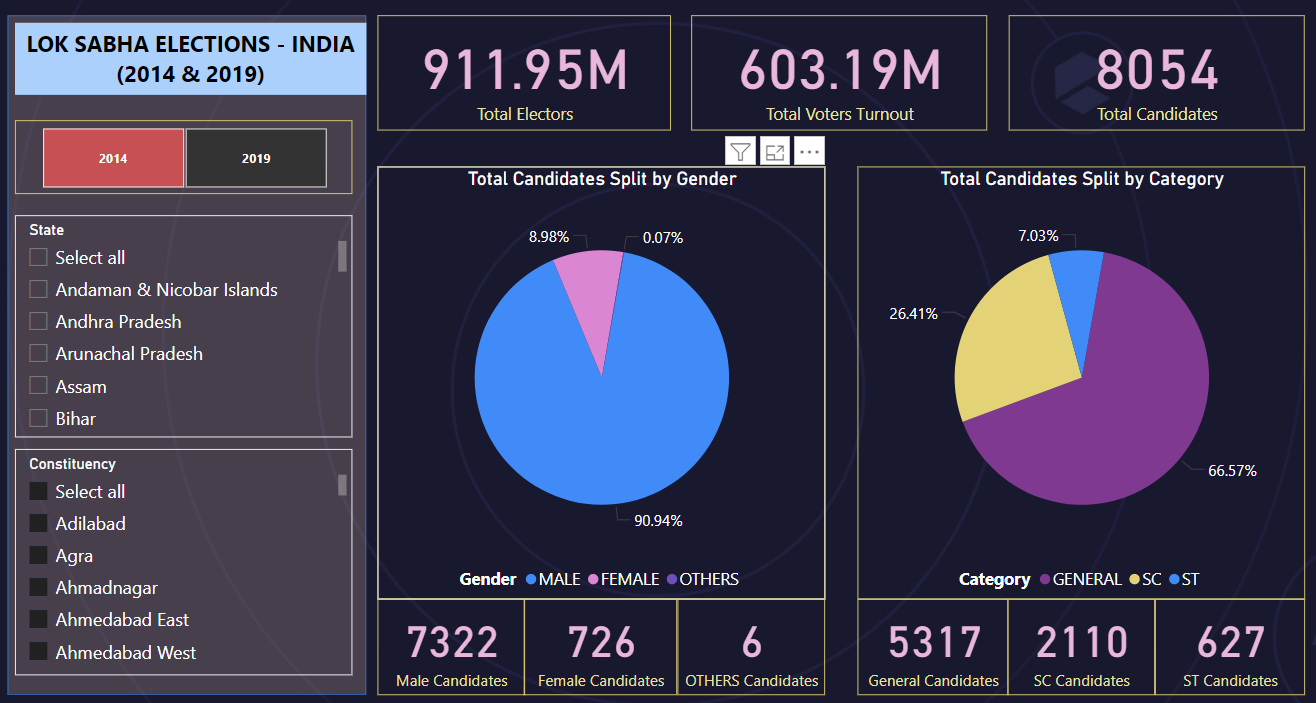 LOK SABHA ELECTIONS - INDIA
(2014 & 2019)
2014
2019
State
Select all
Andaman & Nicobar Islands
Andhra Pradesh
Arunachal Pradesh
Assam
Bihar
Constituency
Select all
Adilabad
Agra
Ahmadnagar
Ahmedabad East
Ahmedabad West
911.95M
Total Electors
603.19M
Total Voters Turnout
8054
Total Candidates
Total Candidates Split by Gender
8.98%
0.07%
90.94%
Gender MALE FEMALE OTHERS
7322
Male Candidates
726
Female Candidates
6
OTHERS Candidates
Total Candidates Split by Category
7.03%
26.41%
66.57%
Category GENERAL SC ST
5317
General Candidates
2110
SC Candidates
627
ST Candidates